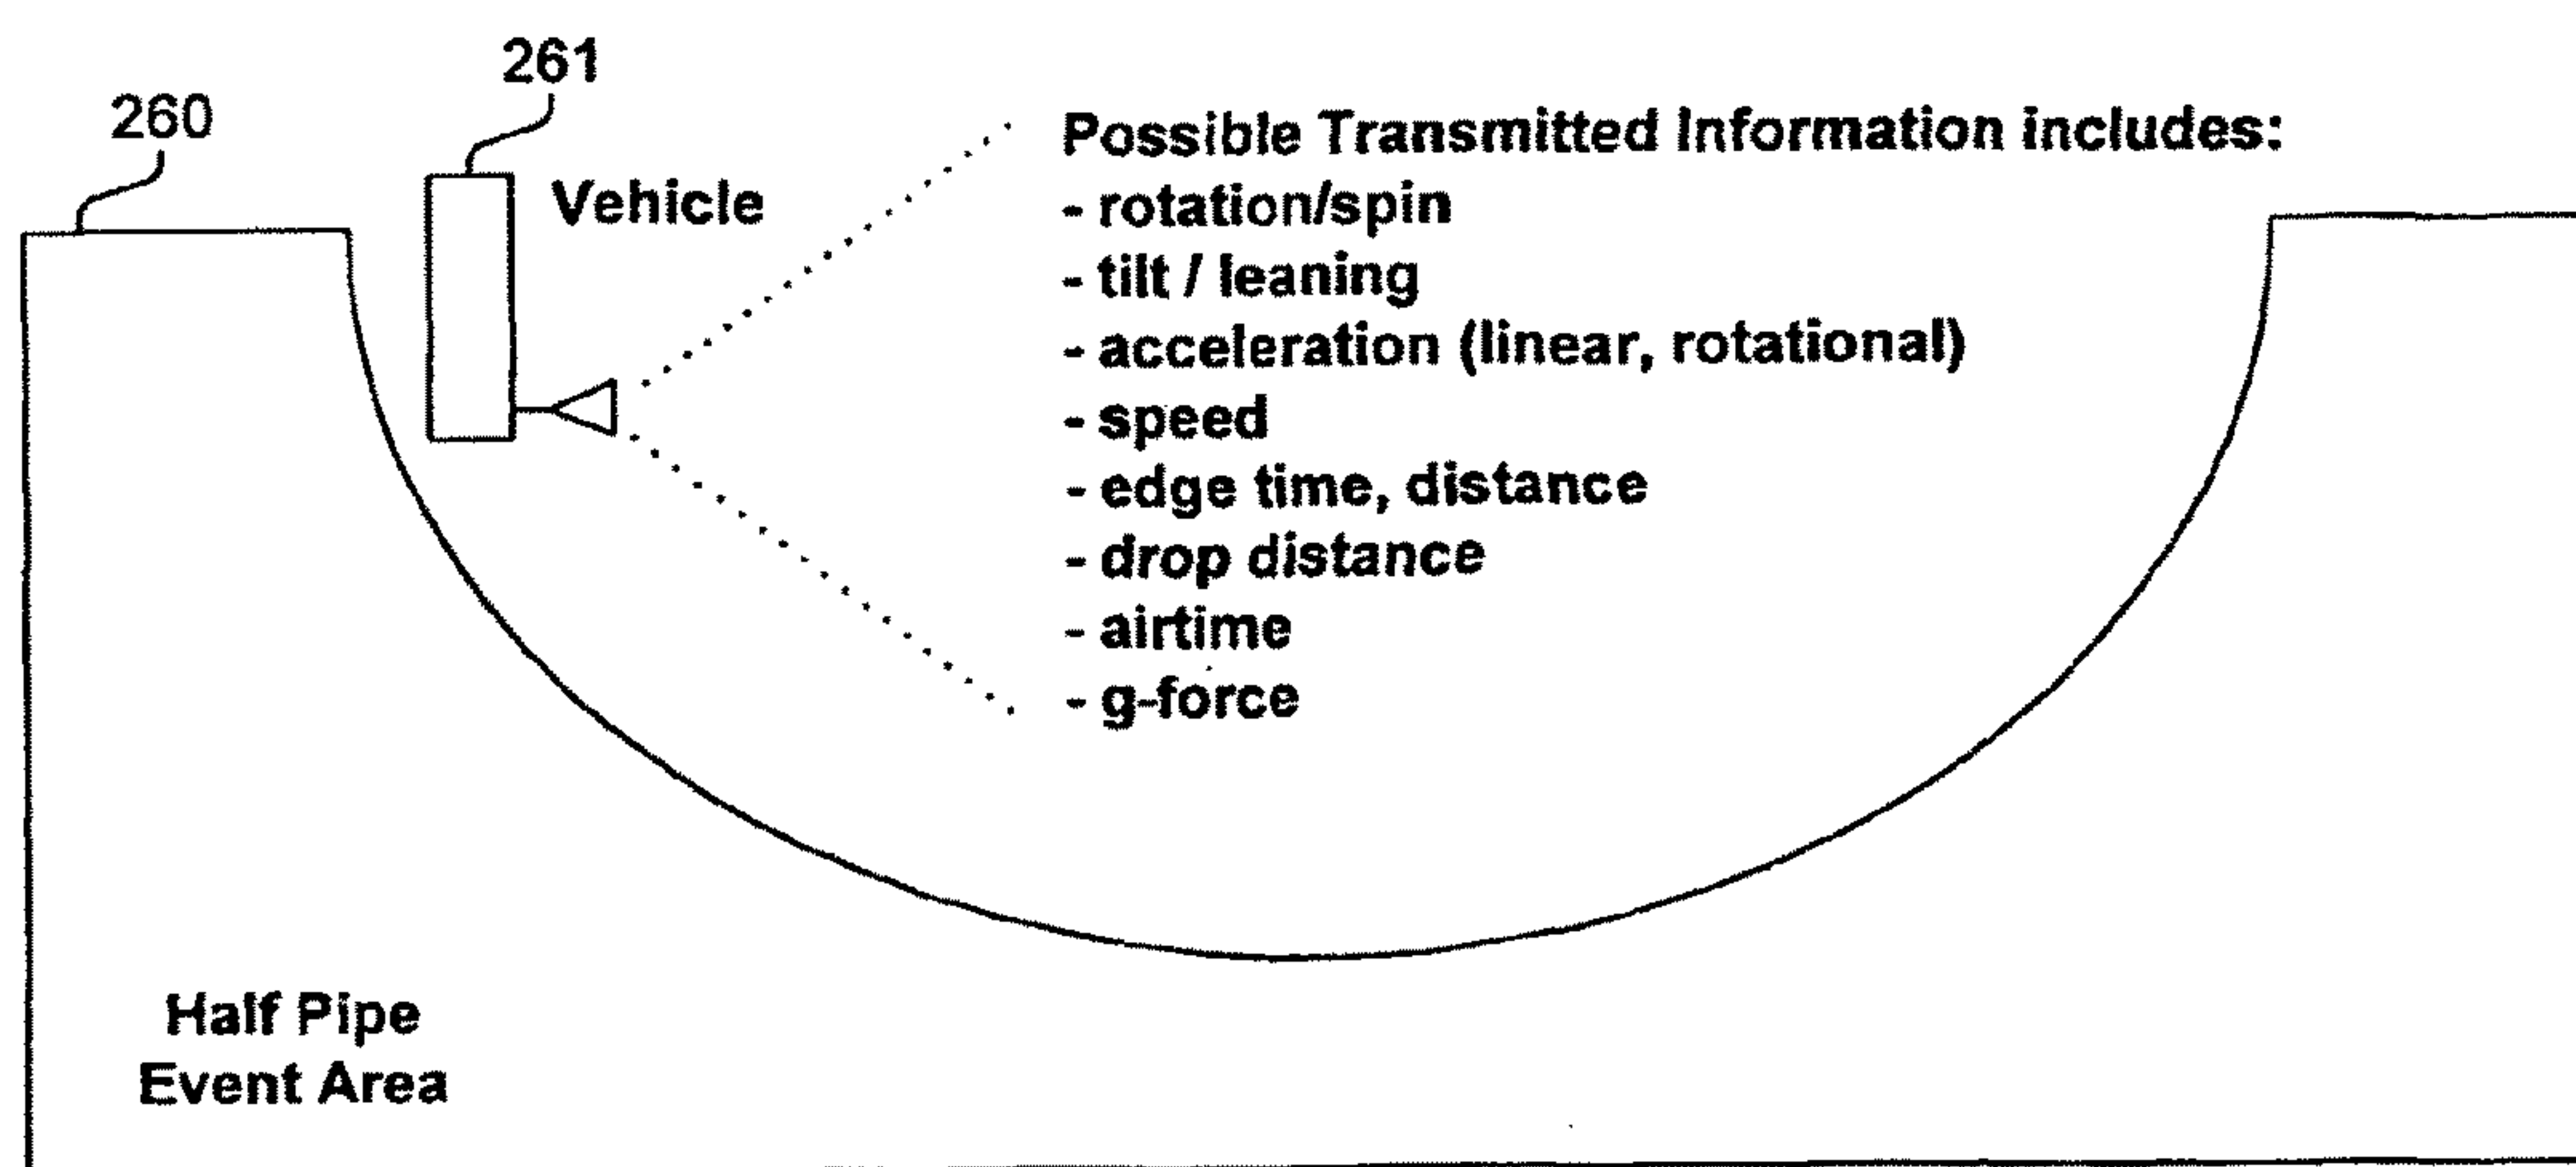 261
260
Possible Transmitted Information includes:
Vehicle
- rotation/spin
- tilt / leaning
- acceleration (linear, rotational)
- speed
- edge time, distance
- drop distance
- airtime
- g-force
Half Pipe
Event Area